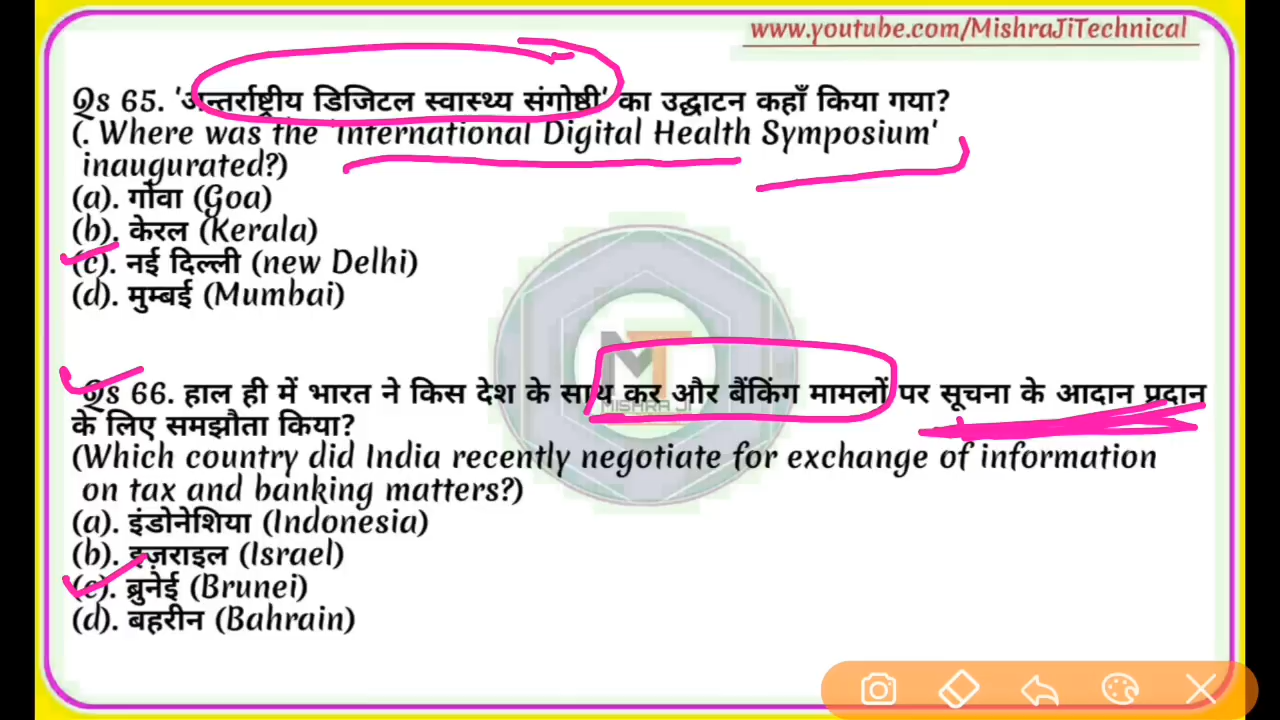 www.youtube.com/MishraJiTechnical
Qs 65. 'अन्तर्राष्ट्रीय डिजिटल स्वास्थ्य संगोष्ठी' का उद्घाटन कहाँ किया गया?
(. Where was the 'International Digital Health Symposium'
inaugurated?)
(a). गोवा (Goa)
(b). केरल (Kerala)
(c). नई दिल्ली (new Delhi)
(d). मुम्बई (Mumbai)
Qs 66. हाल ही में भारत ने किस देश के साथ कर और बैंकिंग मामलों पर सूचना के आदान प्रदान
MISHRA JI
के लिए समझौता किया?
(Which country did India recently negotiate for exchange of information
on tax and banking matters?)
(a). इंडोनेशिया (Indonesia)
(b). इज़राइल (Israel)
(c). ब्रुनेई (Brunei)
(d). बहरीन (Bahrain)